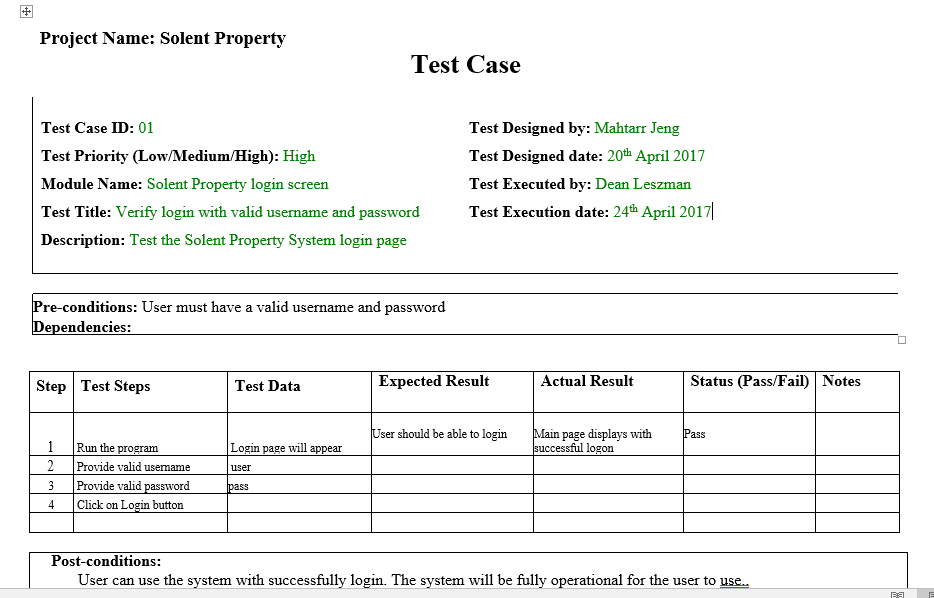 Project Name: Solent Property
Test Case
Test Case ID: 01
Test Designed by: Mahtarr Jeng
Test Priority (Low/Medium/High): High
Test Designed date: 20th April 2017
Module Name: Solent Property login screen
Test Executed by: Dean Leszman
Test Title: Verify login with valid username and password
Test Execution date: 24th April 2017
Description: Test the Solent Property System login page
Pre-conditions: User must have a valid username and password
Dependencies:
Step Test Steps Test Data Expected Result Actual Result Status (Pass/Fail) Notes
1 Run the program Login page will appear User should be able to login Main page displays with successful logon Pass
2 Provide valid username user
3 Provide valid password pass
4 Click on Login button
Post-conditions:
User can use the system with successfully login. The system will be fully operational for the user to use..